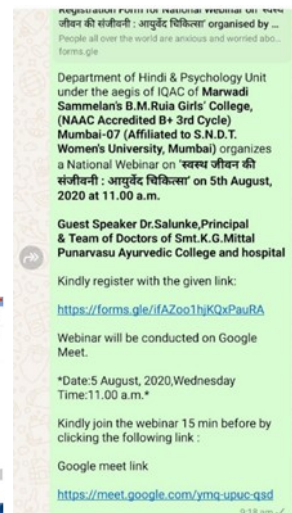 Registration Form for National Webinar on 'स्वस्थ
जीवन की संजीवनी : आयुर्वेद चिकित्सा' organised by ...
People all over the world are anxious and worried abo...
forms.gle
Department of Hindi & Psychology Unit
under the aegis of IQAC of Marwadi
Sammelan's B.M.Ruia Girls' College,
(NAAC Accredited B+ 3rd Cycle)
Mumbai-07 (Affiliated to S.N.D.T.
Women's University, Mumbai) organizes
a National Webinar on 'स्वस्थ जीवन की
संजीवनी : आयुर्वेद चिकित्सा' on 5th August,
2020 at 11.00 a.m.
Guest Speaker Dr.Salunke,Principal
& Team of Doctors of Smt.K.G.Mittal
Punarvasu Ayurvedic College and hospital
Kindly register with the given link:
https://forms.gle/ifAZoo1hjKQxPauRA
Webinar will be conducted on Google
Meet.
*Date:5 August, 2020,Wednesday
Time:11.00 a.m.*
Kindly join the webinar 15 min before by
clicking the following link :
Google meet link
https://meet.google.com/ymq-upuc-qsd
9:18 am